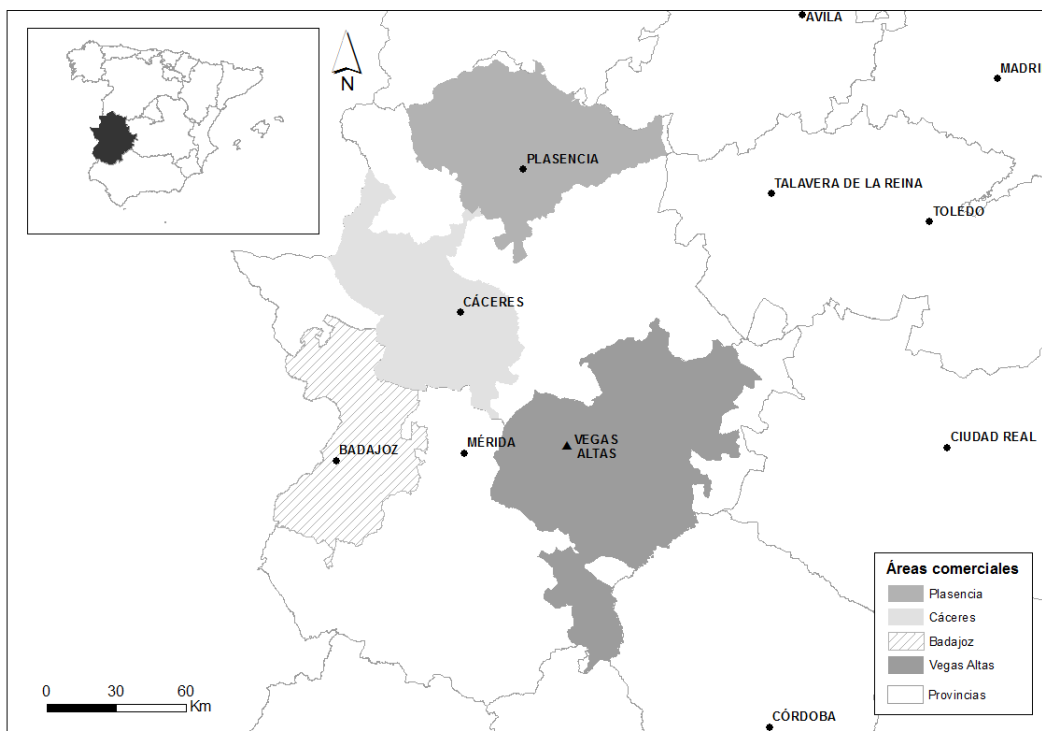 ÁVILA
MADRI
N
PLASENCIA
TALAVERA DE LA REINA
TOLEDO
CÁCERES
VEGAS
ALTAS
MÉRIDA
BADAJOZ
CIUDAD REAL
Áreas comerciales
Plasencia
Cáceres
Badajoz
Vegas Altas
Provincias
0 30 60
Km
CÓRDOBA